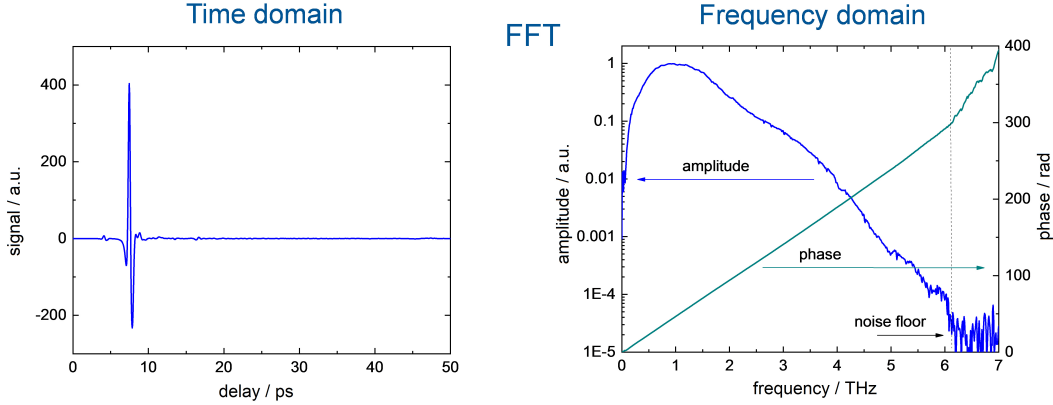 Time domain
FFT
Frequency domain
400
200
0
-200
signal / a.u.
0
10
20
30
40
50
delay / ps
1
0.1
0.01
0.001
1E-4
1E-5
amplitude / a.u.
amplitude
phase
noise floor
400
300
200
100
0
phase / rad
0
1
2
3
4
5
6
7
frequency / THz